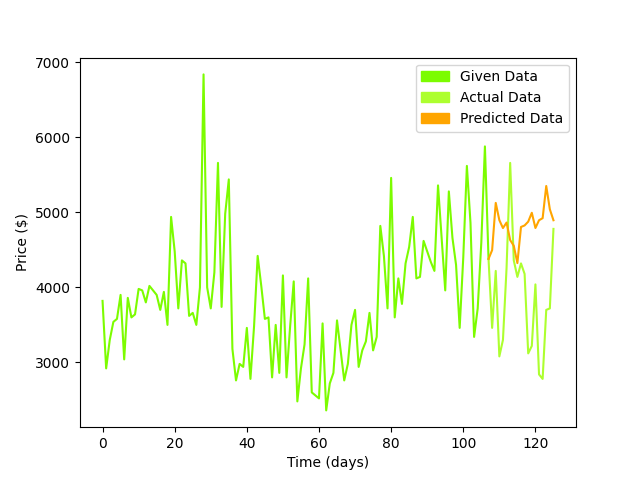 7000
6000
5000
4000
3000
Price ($)
0 20 40 60 80 100 120
Time (days)
Given Data
Actual Data
Predicted Data